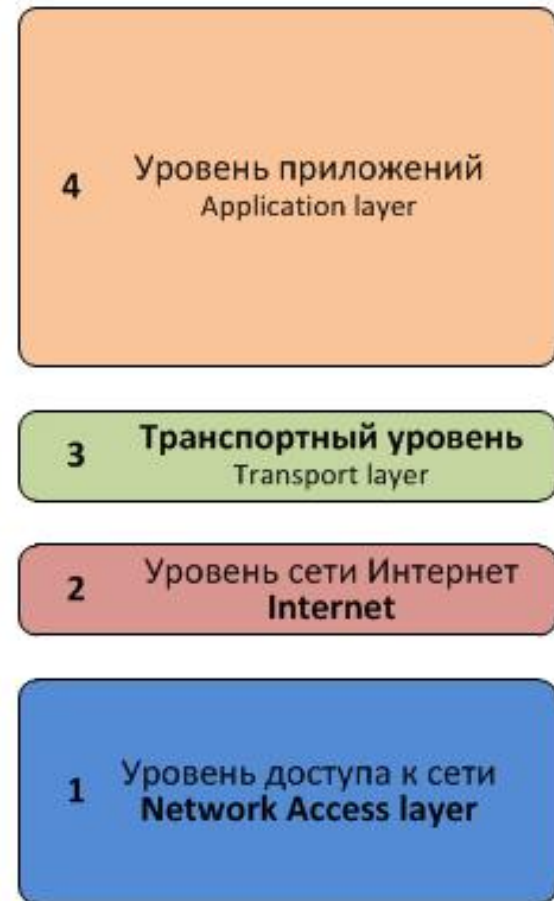 4
Уровень приложений
Application layer
3
Транспортный уровень
Transport layer
2
Уровень сети Интернет
Internet
1
Уровень доступа к сети
Network Access layer